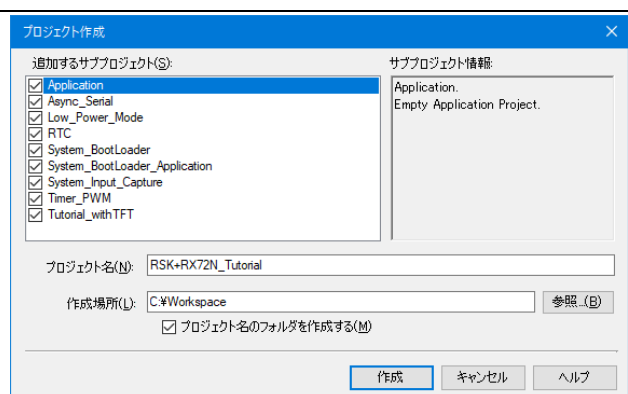 プロジェクト作成
追加するサブプロジェクト(S):
Application
Async_Serial
Low_Power_Mode
RTC
System_BootLoader
System_BootLoader_Application
System_Input_Capture
Timer_PWM
Tutorial_withTFT
サブプロジェクト情報:
Application.
Empty Application Project.
プロジェクト名(N): RSK+RX72N_Tutorial
作成場所(L): C:¥Workspace 参照...(B)
プロジェクト名のフォルダを作成する(M)
作成 キャンセル ヘルプ